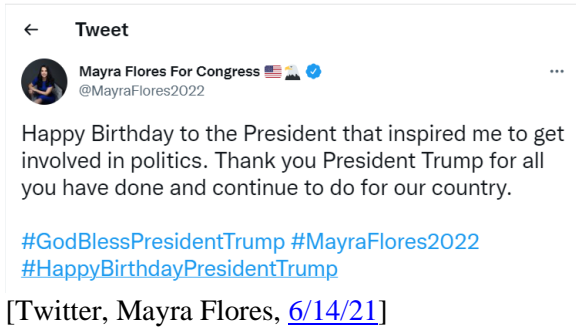 ← Tweet
Mayra Flores For Congress 🇺🇸🦅
@MayraFlores2022
Happy Birthday to the President that inspired me to get
involved in politics. Thank you President Trump for all
you have done and continue to do for our country.
#GodBlessPresidentTrump #MayraFlores2022
#HappyBirthdayPresidentTrump
[Twitter, Mayra Flores, 6/14/21]